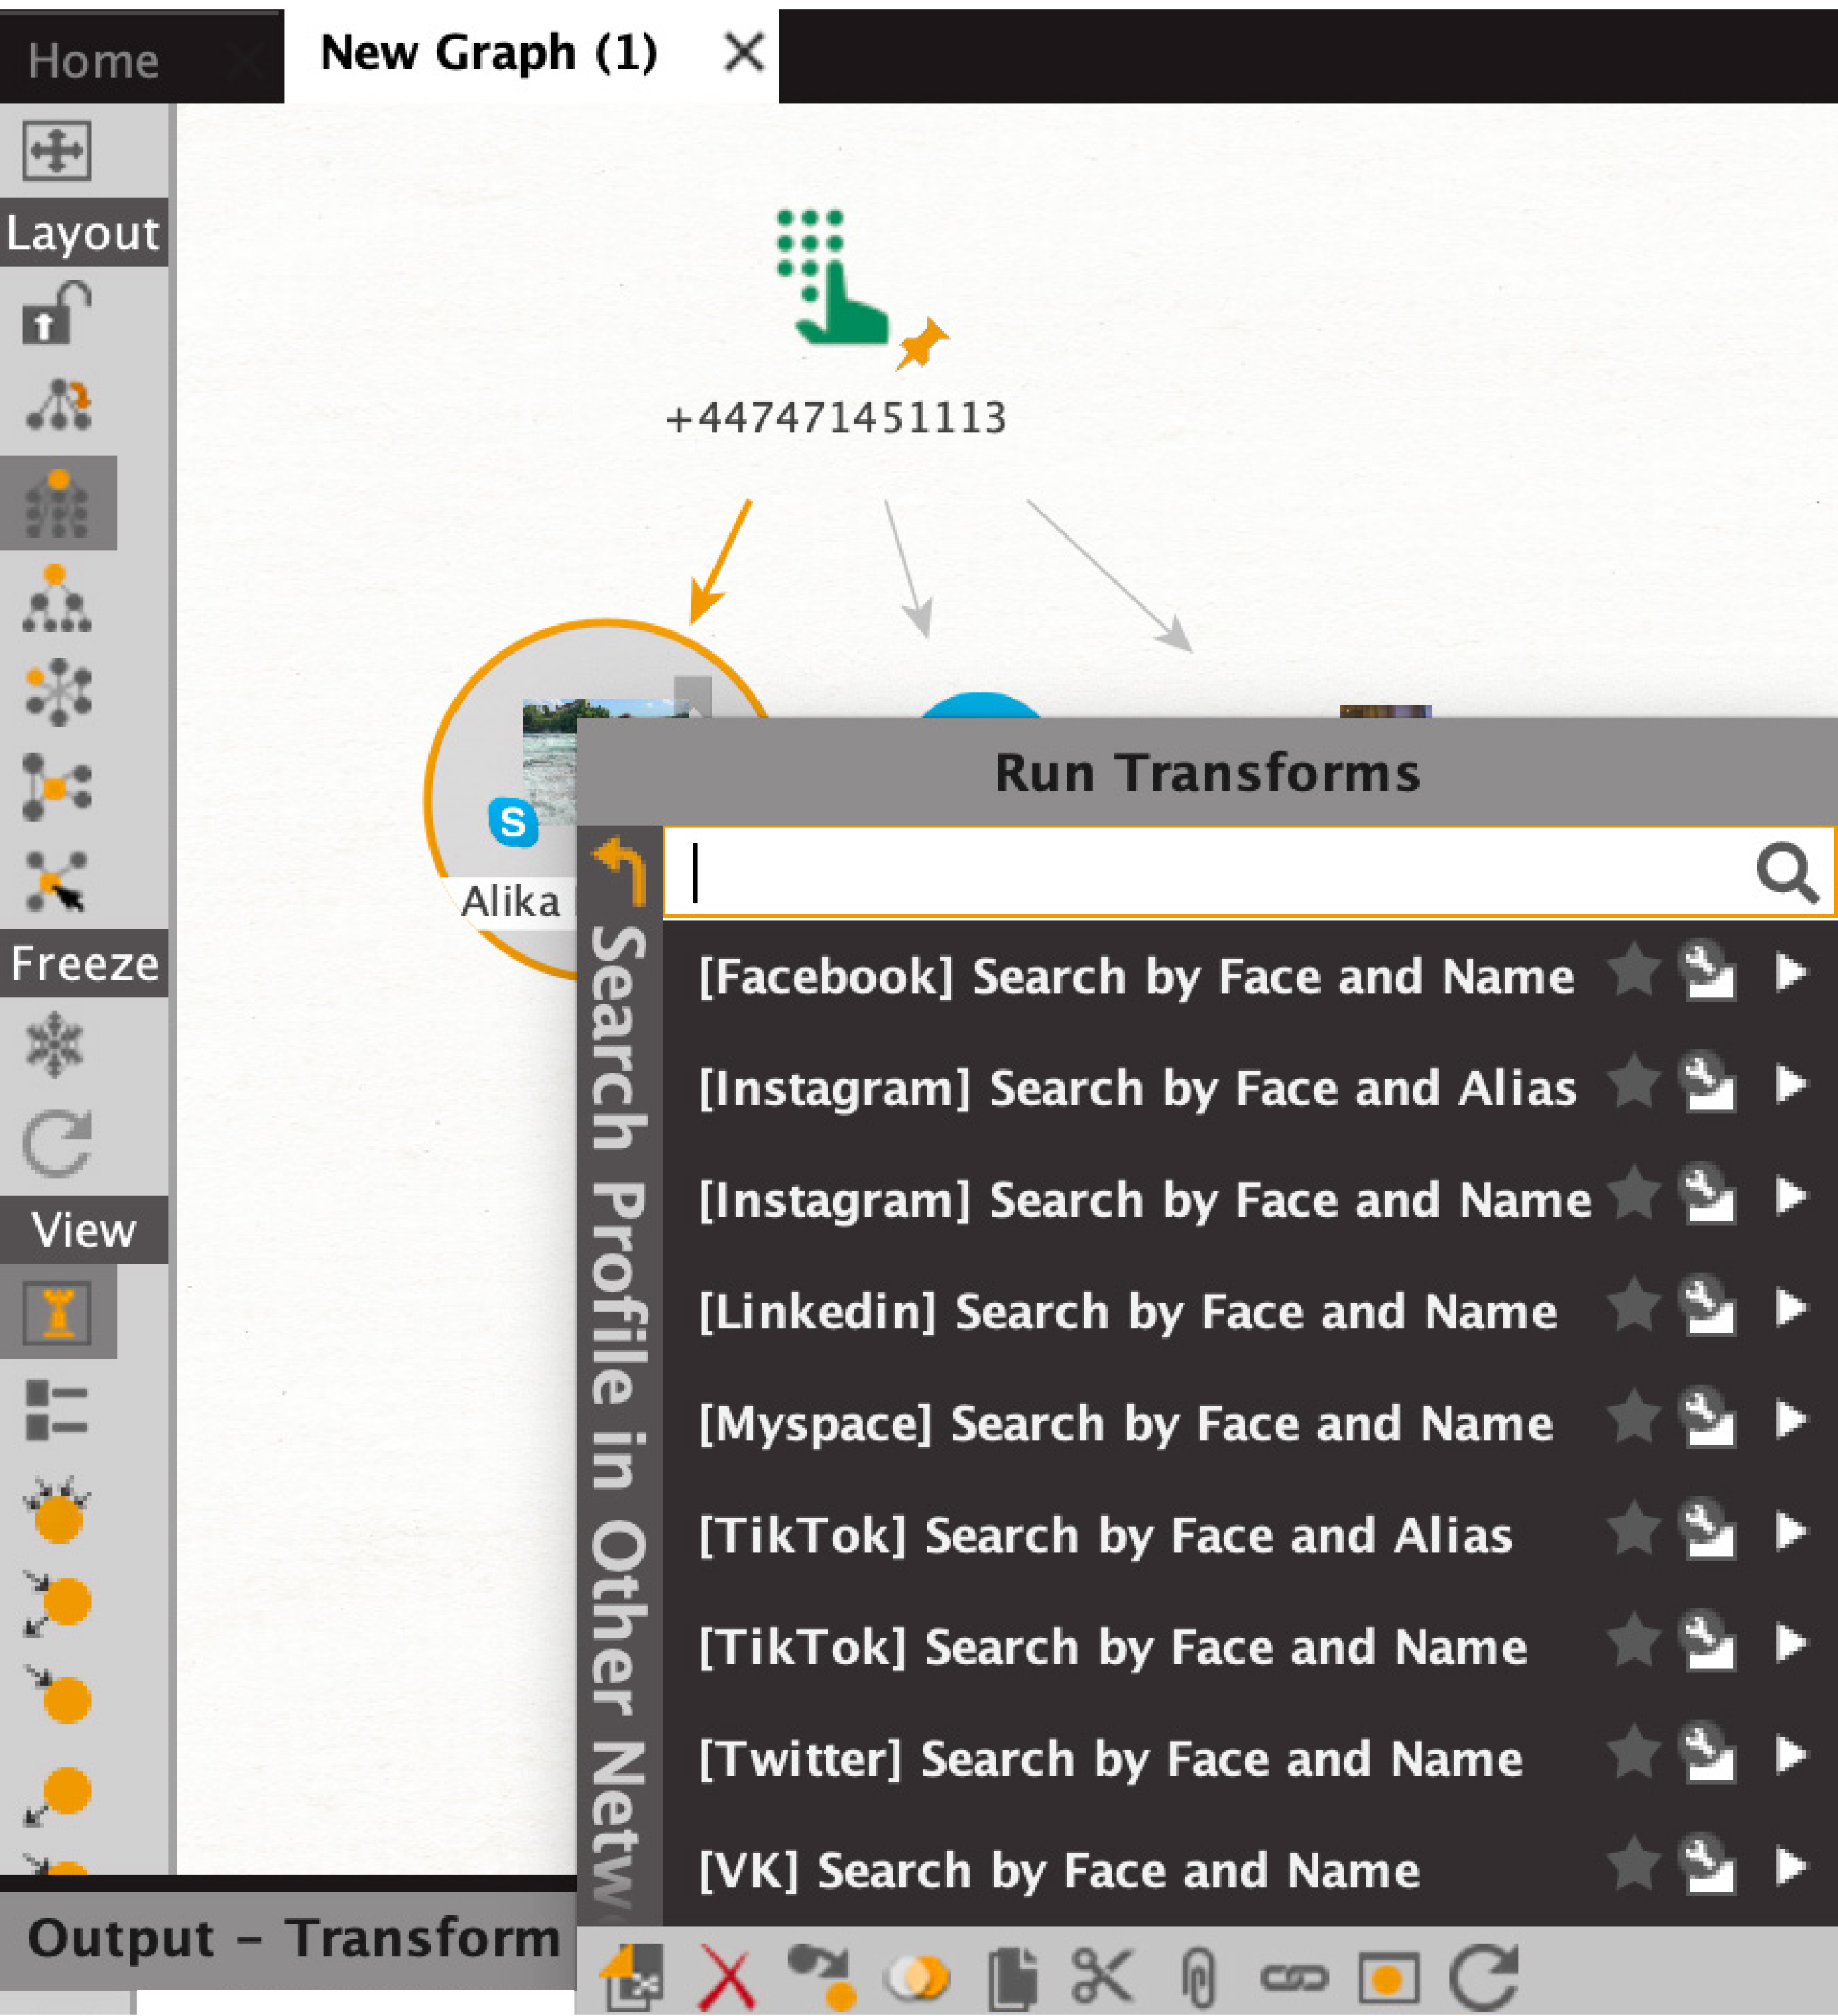 Home
New Graph (1)
Layout
+447471451113
Run Transforms
S
Alika
Freeze
View
Search Profile in Other Netw
[Facebook] Search by Face and Name
[Instagram] Search by Face and Alias
[Instagram] Search by Face and Name
[Linkedin] Search by Face and Name
[Myspace] Search by Face and Name
[TikTok] Search by Face and Alias
[TikTok] Search by Face and Name
[Twitter] Search by Face and Name
[VK] Search by Face and Name
Output – Transform